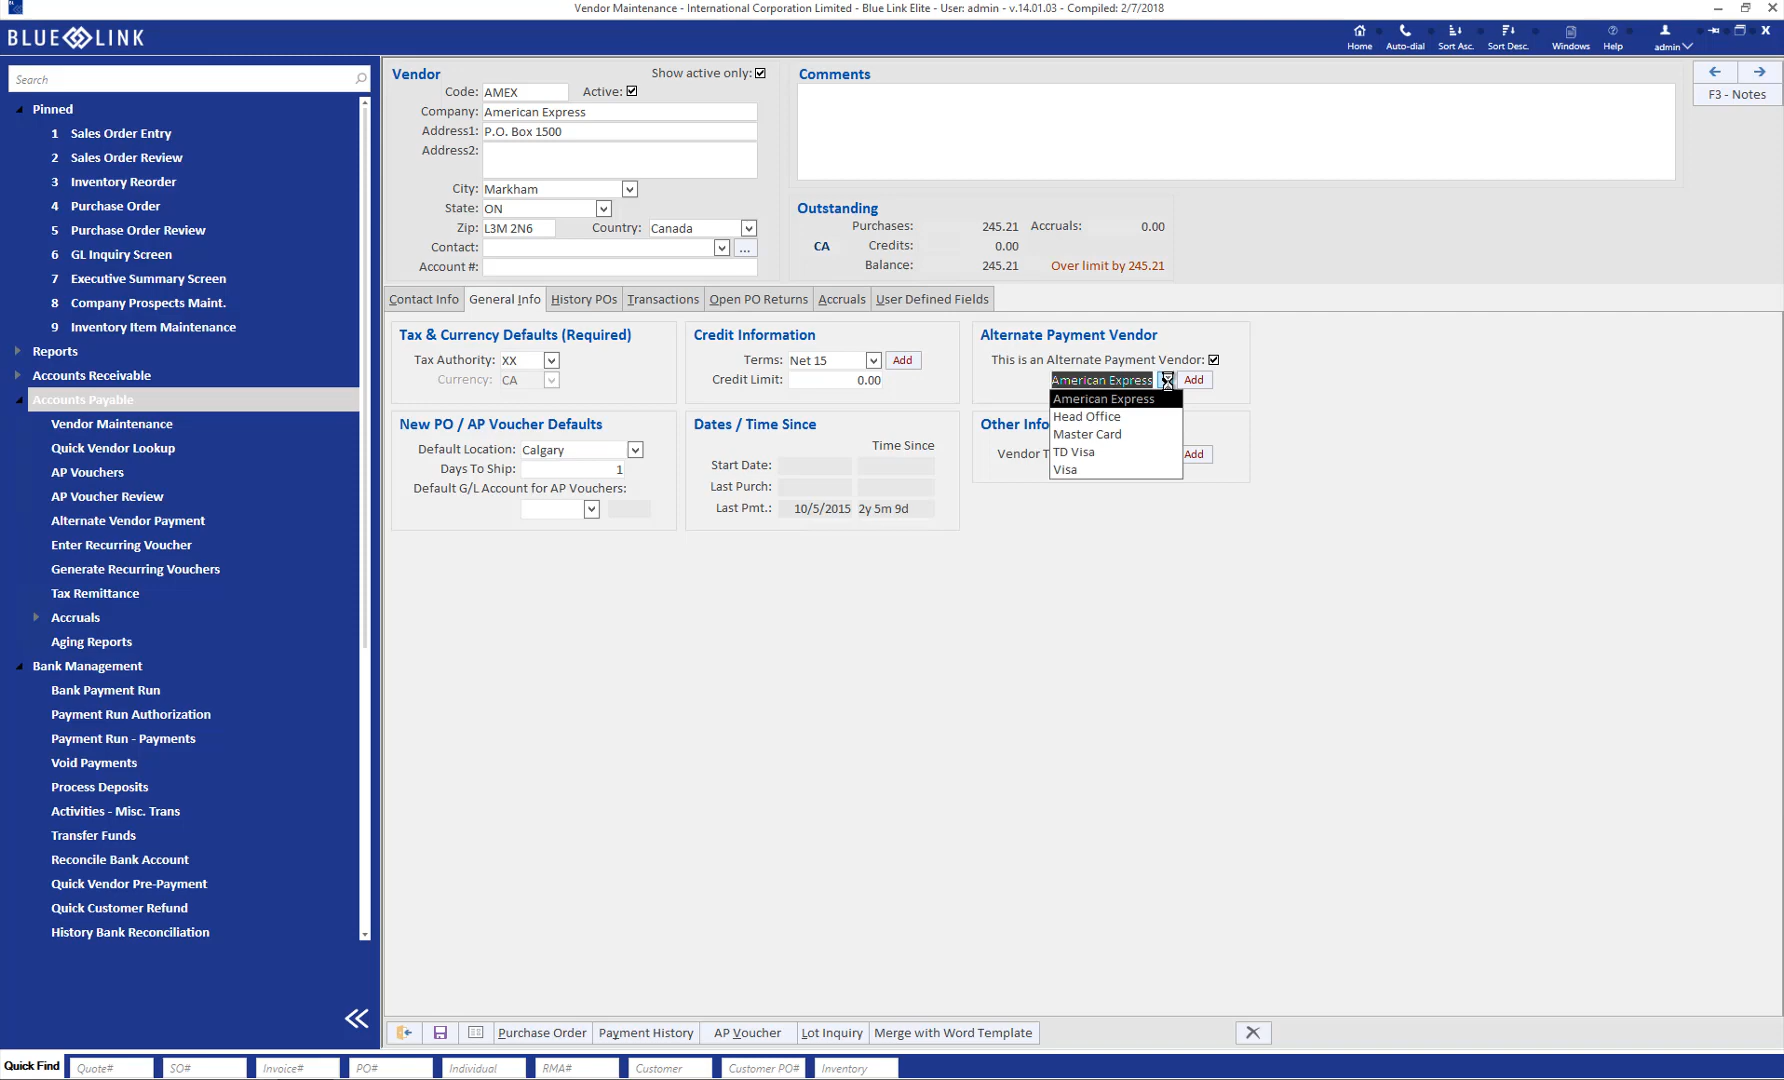 Vendor Maintenance - International Corporation Limited - Blue Link Elite - User: admin - v.14.01.03 - Compiled: 2/7/2018
BLUE LINK
Home Auto-dial Sort Asc. Sort Desc. Windows Help admin
Search
Pinned
1 Sales Order Entry
2 Sales Order Review
3 Inventory Reorder
4 Purchase Order
5 Purchase Order Review
6 GL Inquiry Screen
7 Executive Summary Screen
8 Company Prospects Maint.
9 Inventory Item Maintenance
Reports
Accounts Receivable
Accounts Payable
Vendor Maintenance
Quick Vendor Lookup
AP Vouchers
AP Voucher Review
Alternate Vendor Payment
Enter Recurring Voucher
Generate Recurring Vouchers
Tax Remittance
Accruals
Aging Reports
Bank Management
Bank Payment Run
Payment Run Authorization
Payment Run - Payments
Void Payments
Process Deposits
Activities - Misc. Trans
Transfer Funds
Reconcile Bank Account
Quick Vendor Pre-Payment
Quick Customer Refund
History Bank Reconciliation
Vendor Show active only:
Code: AMEX Active:
Company: American Express
Address1: P.O. Box 1500
Address2:
City: Markham
State: ON
Zip: L3M 2N6 Country: Canada
Contact: ...
Account #:
Comments
F3 - Notes
Outstanding
Purchases: 245.21 Accruals: 0.00
CA Credits: 0.00
Balance: 245.21 Over limit by 245.21
Contact Info General Info History POs Transactions Open PO Returns Accruals User Defined Fields
Tax & Currency Defaults (Required)
Tax Authority: XX
Currency: CA
Credit Information
Terms: Net 15 Add
Credit Limit: 0.00
Alternate Payment Vendor
This is an Alternate Payment Vendor:
American Express Add
American Express
Head Office
Master Card
TD Visa
Visa
New PO / AP Voucher Defaults
Default Location: Calgary
Days To Ship: 1
Default G/L Account for AP Vouchers:
Dates / Time Since
Time Since
Start Date:
Last Purch:
Last Pmt.: 10/5/2015 2y 5m 9d
Other Info
Vendor T Add
Purchase Order Payment History AP Voucher Lot Inquiry Merge with Word Template
Quick Find Quote# SO# Invoice# PO# Individual RMA# Customer Customer PO# Inventory